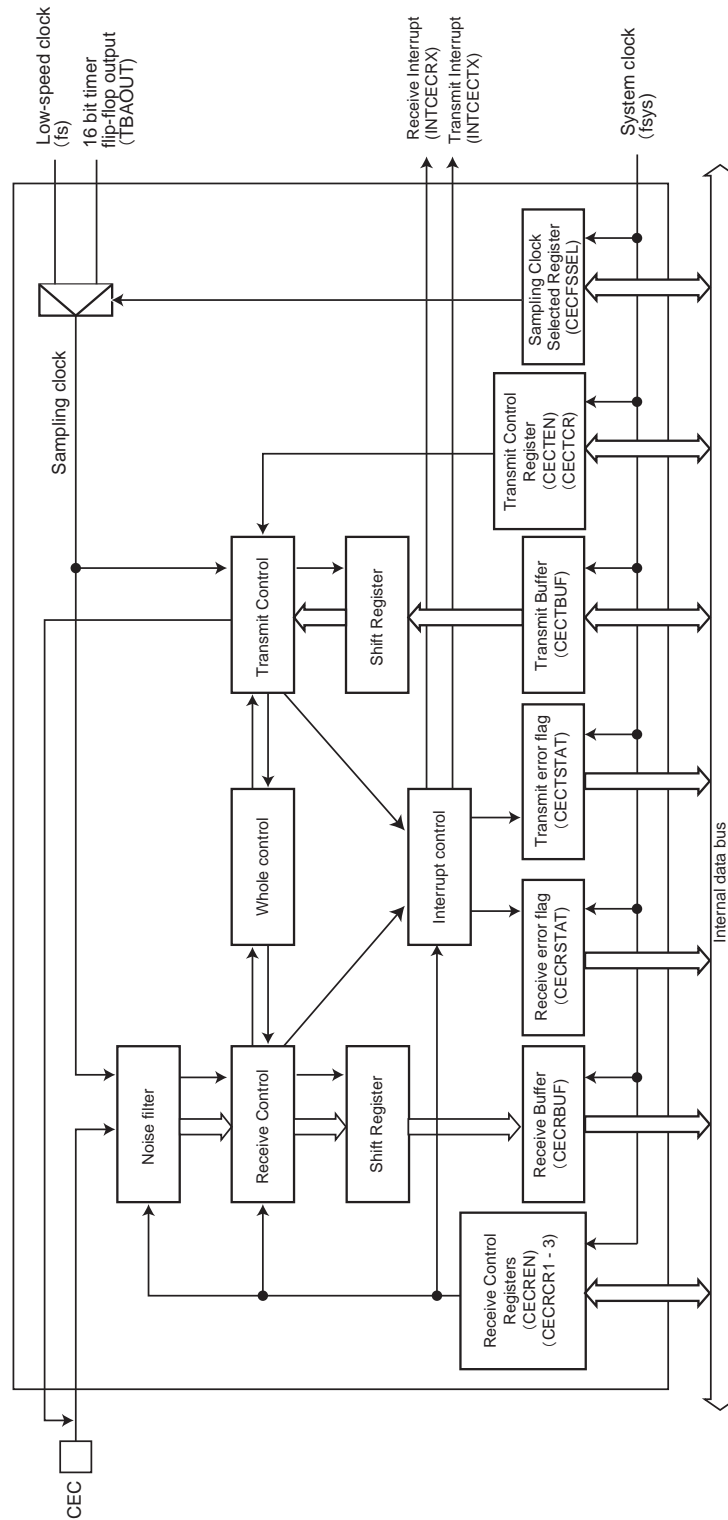 Low-speed clock
(fs)
16 bit timer
flip-flop output
(TBAOUT)
Sampling clock
CEC
Noise filter
Receive Control
Whole control
Transmit Control
Shift Register
Shift Register
Interrupt control
Receive Interrupt
(INTCECRX)
Transmit Interrupt
(INTCECTX)
Receive Control
Registers
(CECREN)
(CECRCR1 - 3)
Receive Buffer
(CECRBUF)
Receive error flag
(CECRSTAT)
Transmit error flag
(CECTSTAT)
Transmit Buffer
(CECTBUF)
Transmit Control
Register
(CECTEN)
(CECTCR)
Sampling Clock
Selected Register
(CECFSSEL)
System clock
(fsys)
Internal data bus